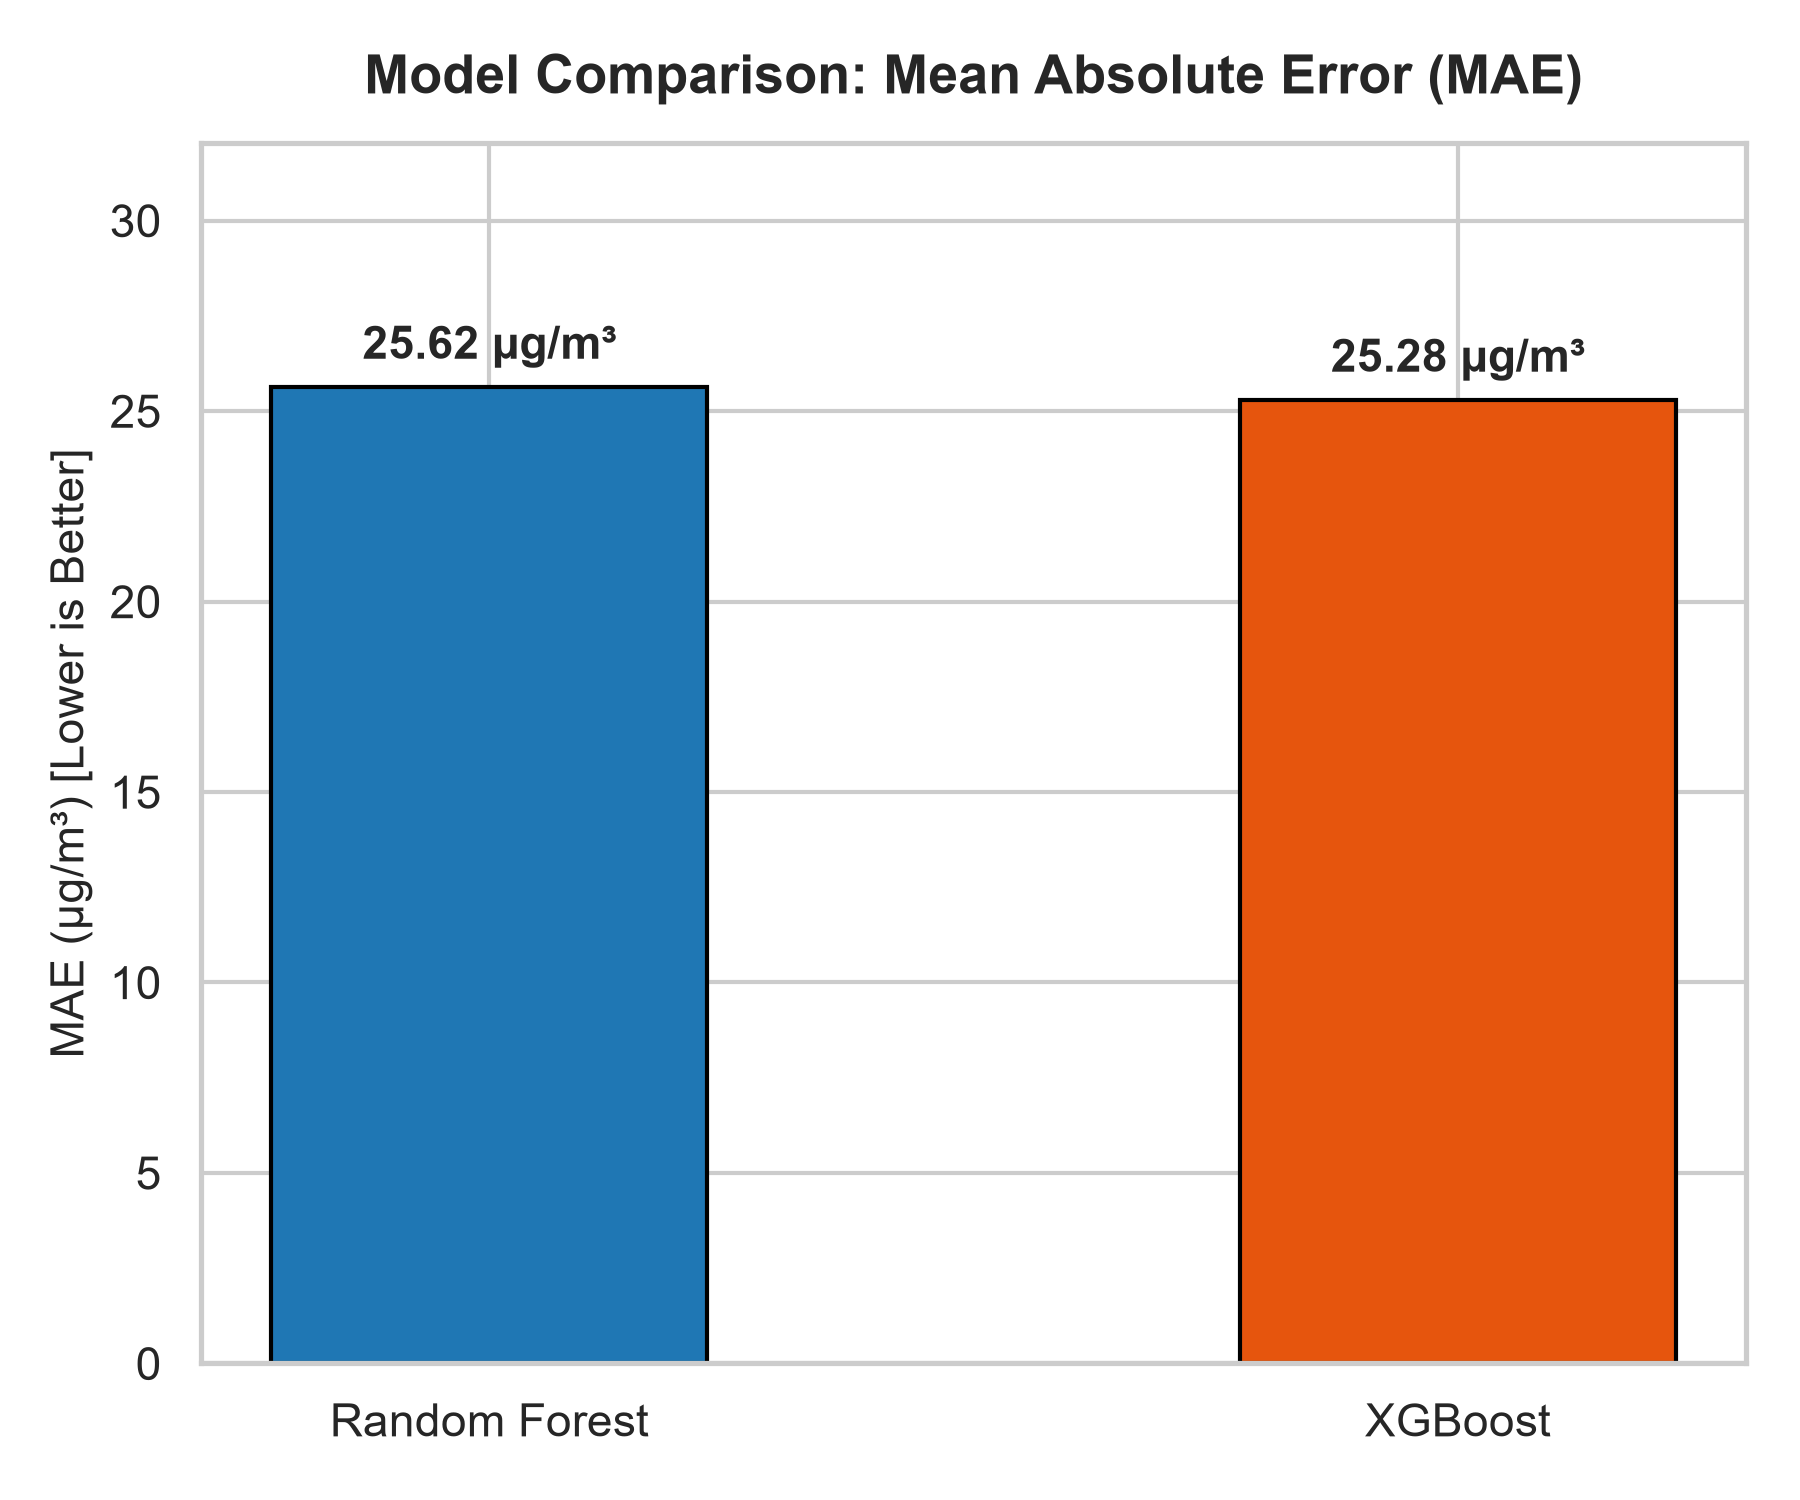 Model Comparison: Mean Absolute Error (MAE)
MAE (µg/m³) [Lower is Better]
30
25
20
15
10
5
0
25.62 µg/m³
25.28 µg/m³
Random Forest
XGBoost